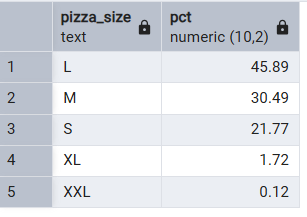 pizza_size text pct numeric (10,2)
1 L 45.89
2 M 30.49
3 S 21.77
4 XL 1.72
5 XXL 0.12